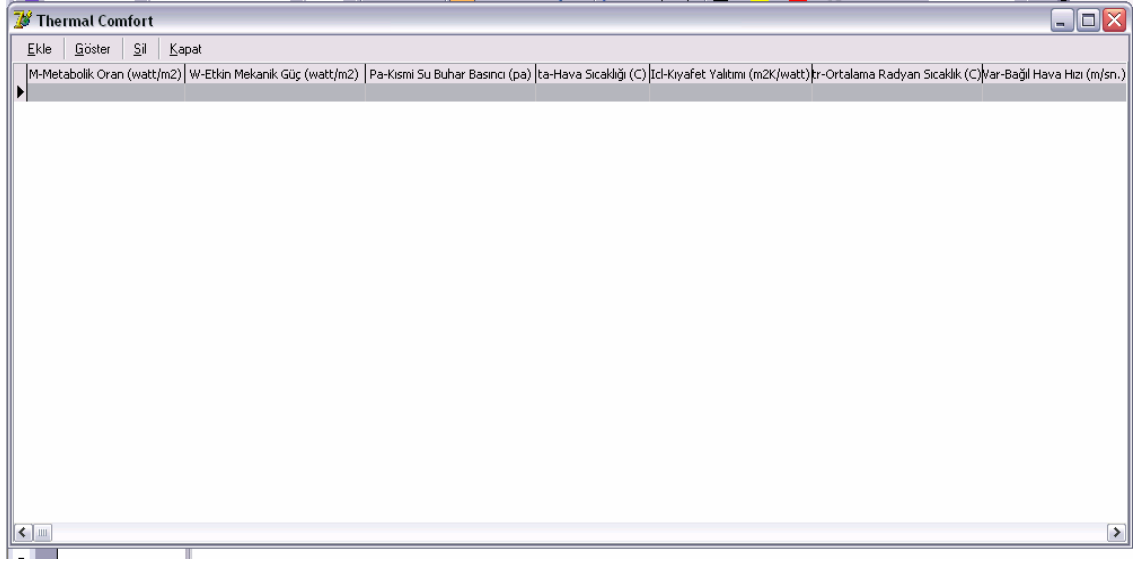 Thermal Comfort
Ekle Göster Sil Kapat
M-Metabolik Oran (watt/m2) W-Etkin Mekanik Güç (watt/m2) Pa-Kısmi Su Buhar Basıncı (pa) ta-Hava Sıcaklığı (C) Icl-Kıyafet Yalıtımı (m2K/watt) tr-Ortalama Radyan Sıcaklık (C) Var-Bağıl Hava Hızı (m/sn.)